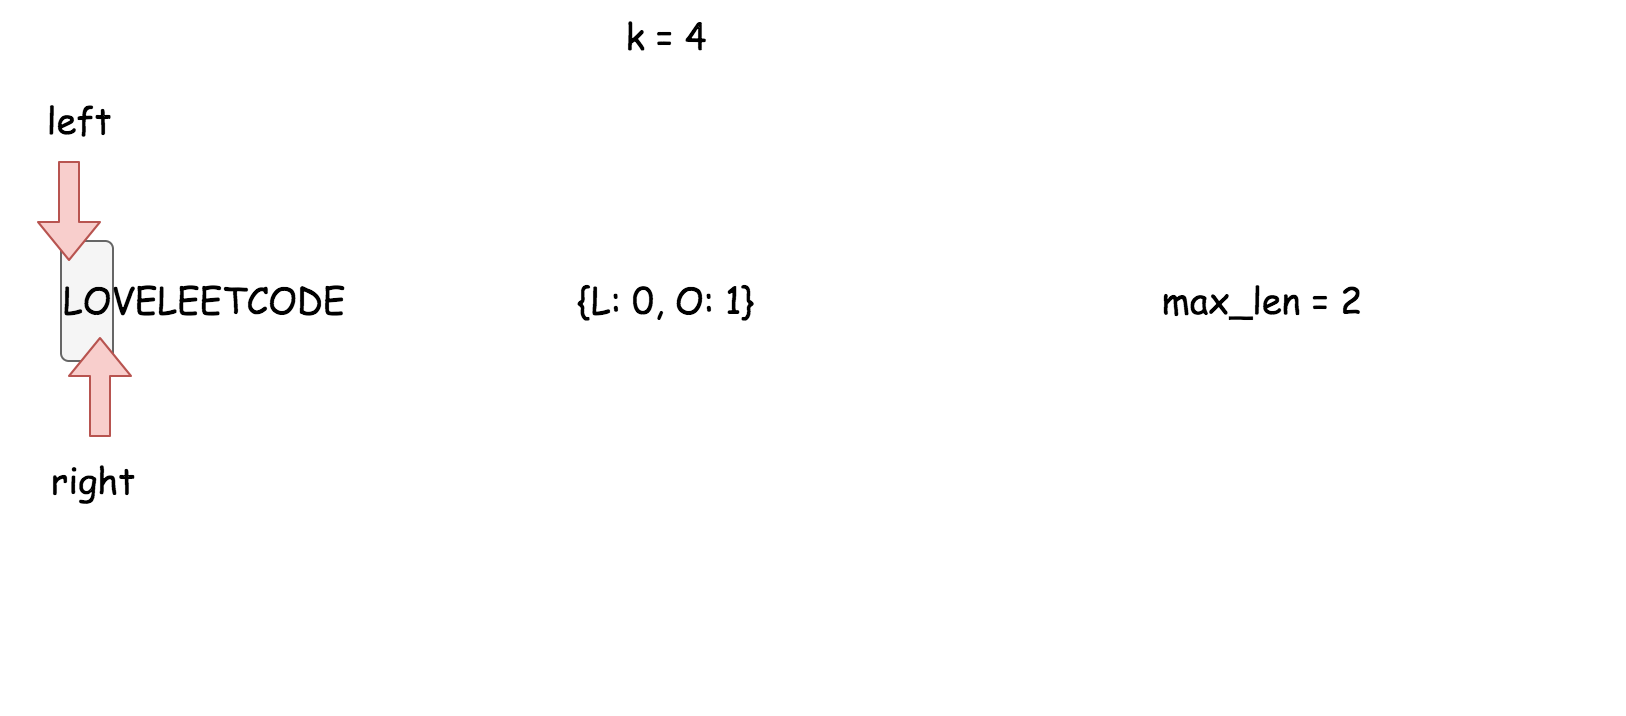 k = 4
left
LOVELEETCODE
{L: 0, O: 1}
max_len = 2
right